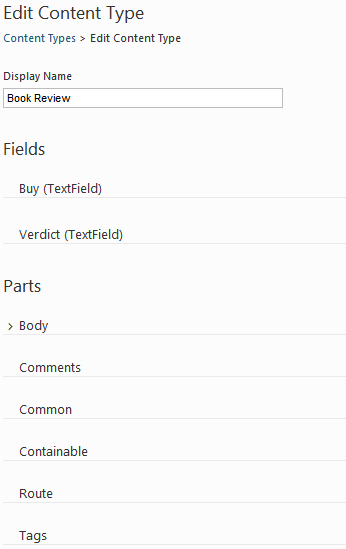 Edit Content Type
Content Types > Edit Content Type
Display Name
Book Review
Fields
Buy (TextField)
Verdict (TextField)
Parts
> Body
Comments
Common
Containable
Route
Tags